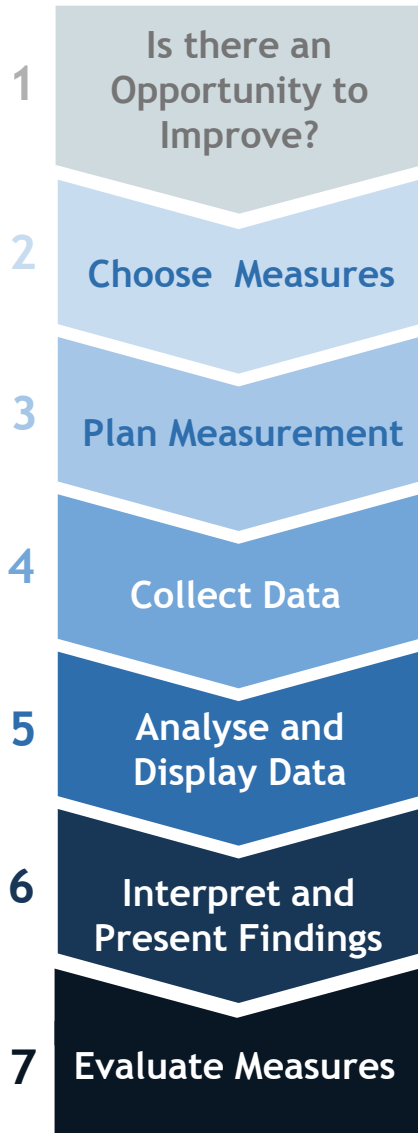 1
Is there an
Opportunity to
Improve?
2
Choose Measures
3
Plan Measurement
4
Collect Data
5
Analyse and
Display Data
6
Interpret and
Present Findings
7
Evaluate Measures